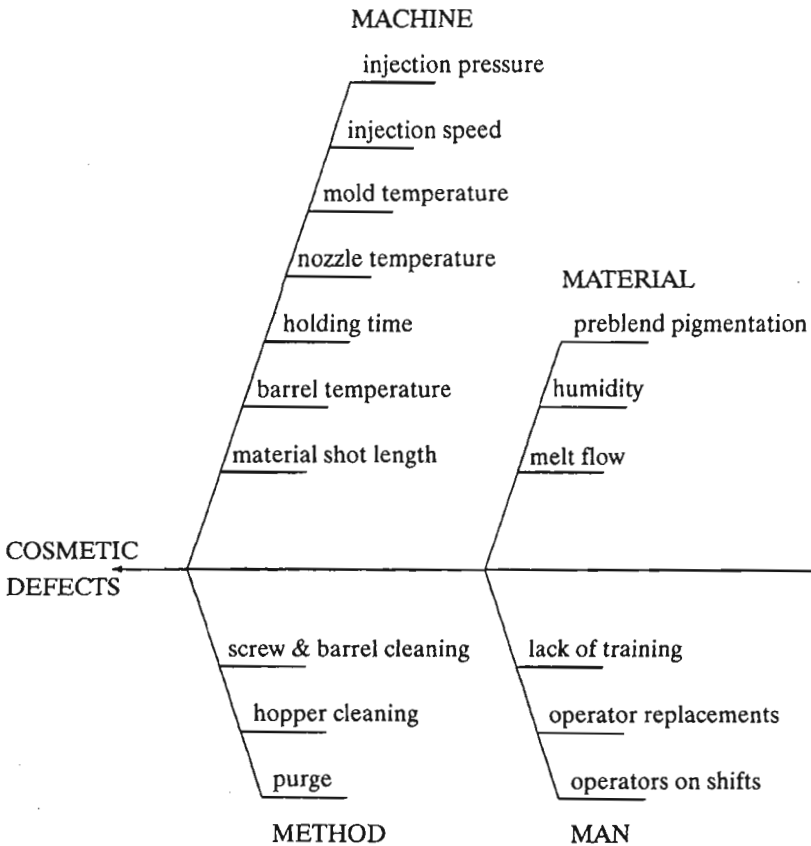 MACHINE
injection pressure
injection speed
mold temperature
nozzle temperature
holding time
barrel temperature
material shot length
MATERIAL
preblend pigmentation
humidity
melt flow
COSMETIC
DEFECTS
screw & barrel cleaning
hopper cleaning
purge
METHOD
lack of training
operator replacements
operators on shifts
MAN